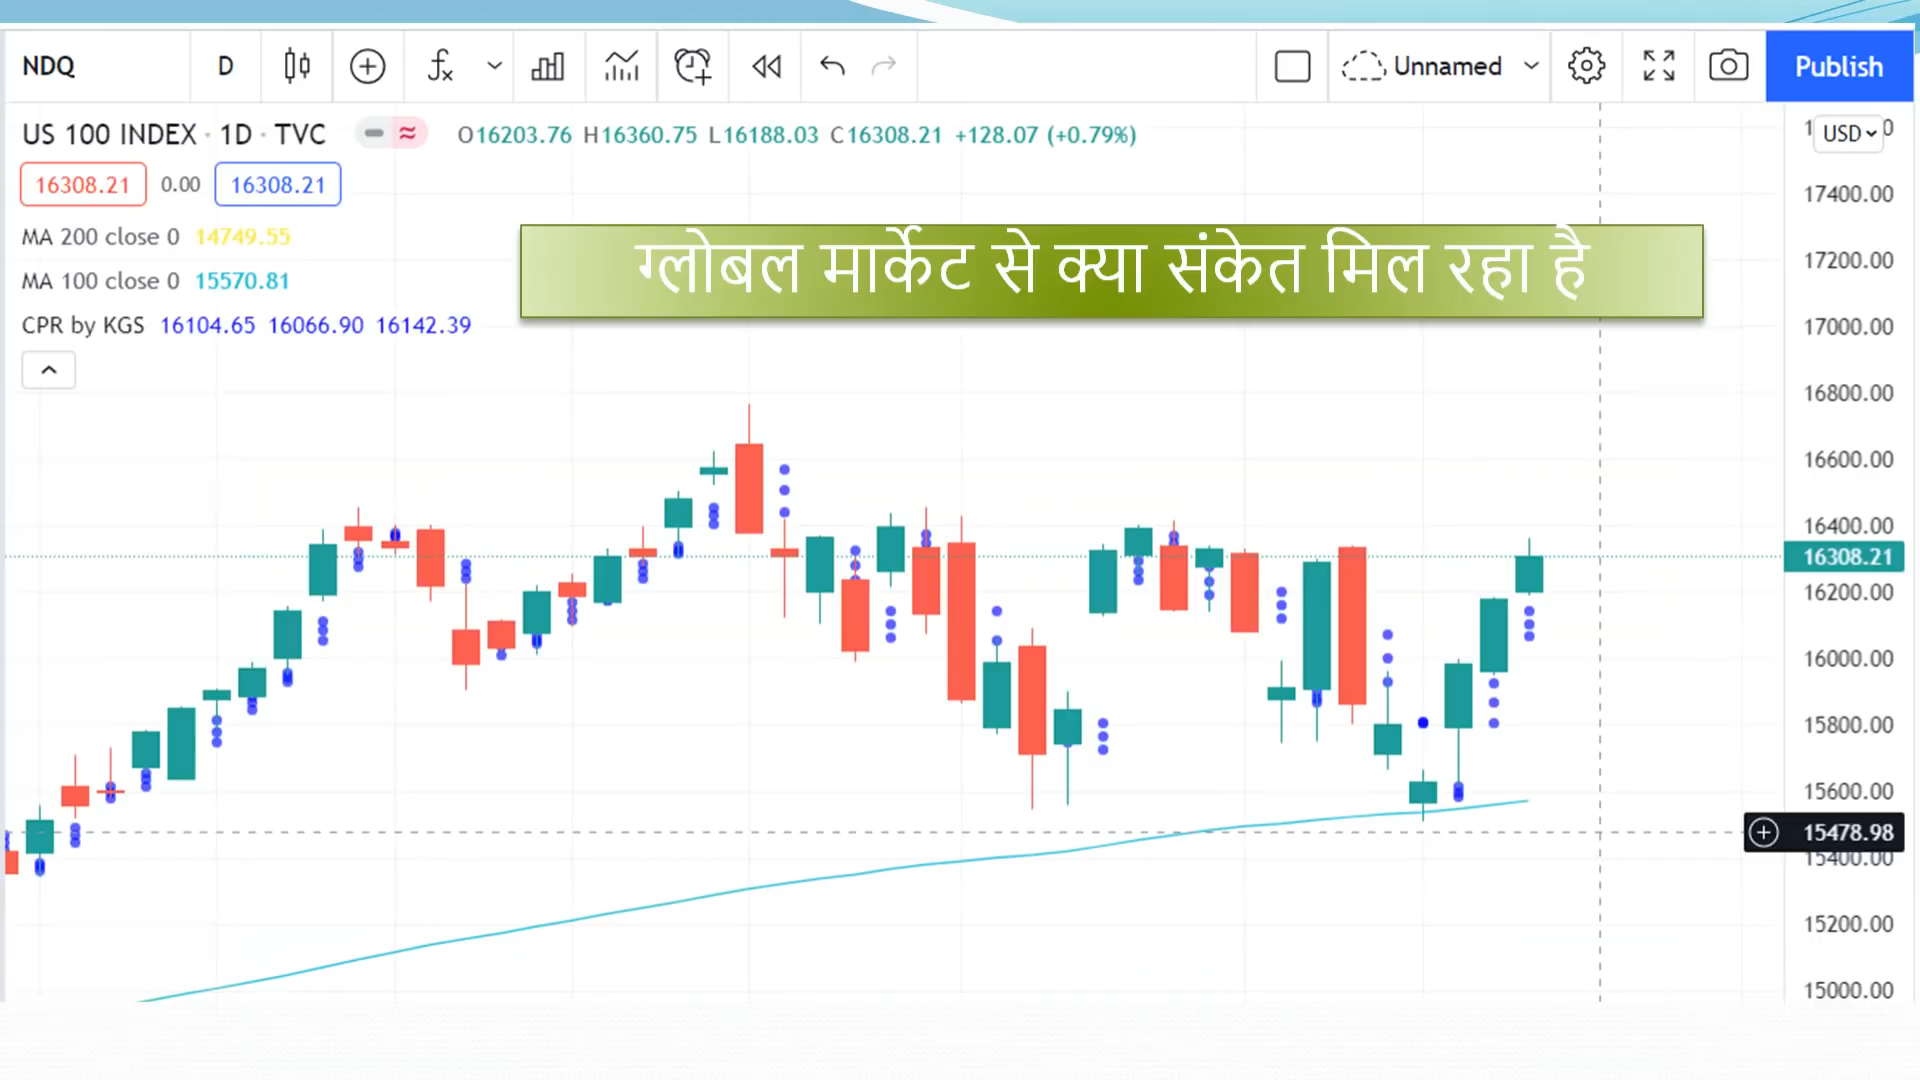 NDQ D Unnamed Publish
US 100 INDEX · 1D · TVC O16203.76 H16360.75 L16188.03 C16308.21 +128.07 (+0.79%) USD
16308.21 0.00 16308.21
17400.00
MA 200 close 0 14749.55
ग्लोबल मार्केट से क्या संकेत मिल रहा है
17200.00
MA 100 close 0 15570.81
CPR by KGS 16104.65 16066.90 16142.39
17000.00
16800.00
16600.00
16400.00
16308.21
16200.00
16000.00
15800.00
15600.00
15478.98
15400.00
15200.00
15000.00